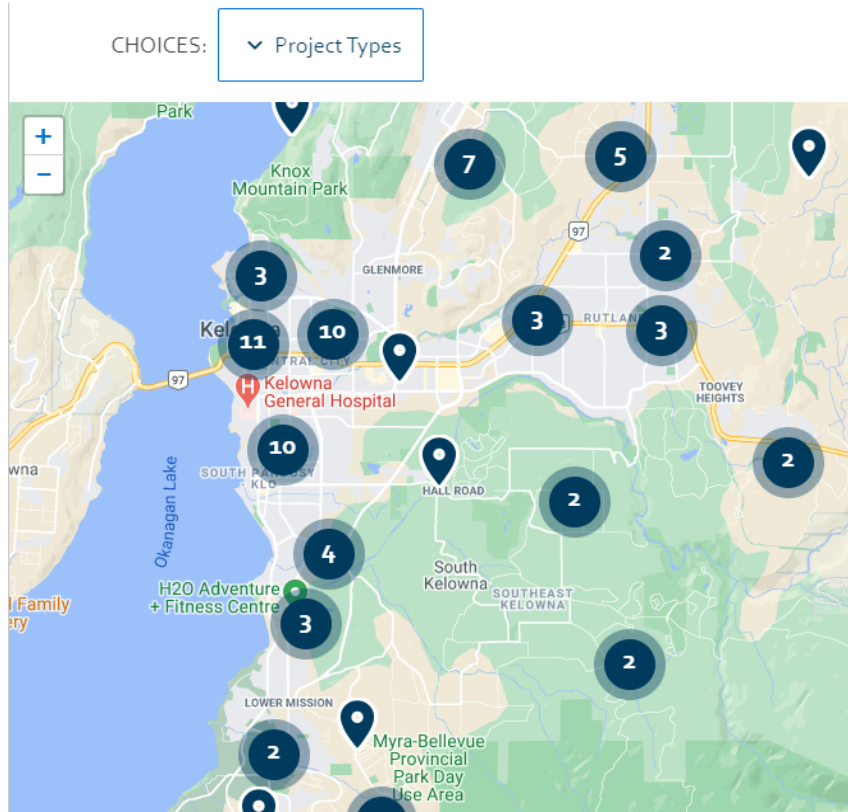 CHOICES:
Project Types
Park
+
−
Knox
Mountain Park
7
5
97
2
GLENMORE
3
11
10
3
RUTLAND
3
97
Kelowna
General Hospital
TOOVEY
HEIGHTS
10
2
HALL ROAD
2
Okanagan Lake
4
South
Kelowna
H2O Adventure
+ Fitness Centre
SOUTHEAST
KELOWNA
Family
3
2
LOWER MISSION
2
Myra-Bellevue
Provincial
Park Day
Use Area